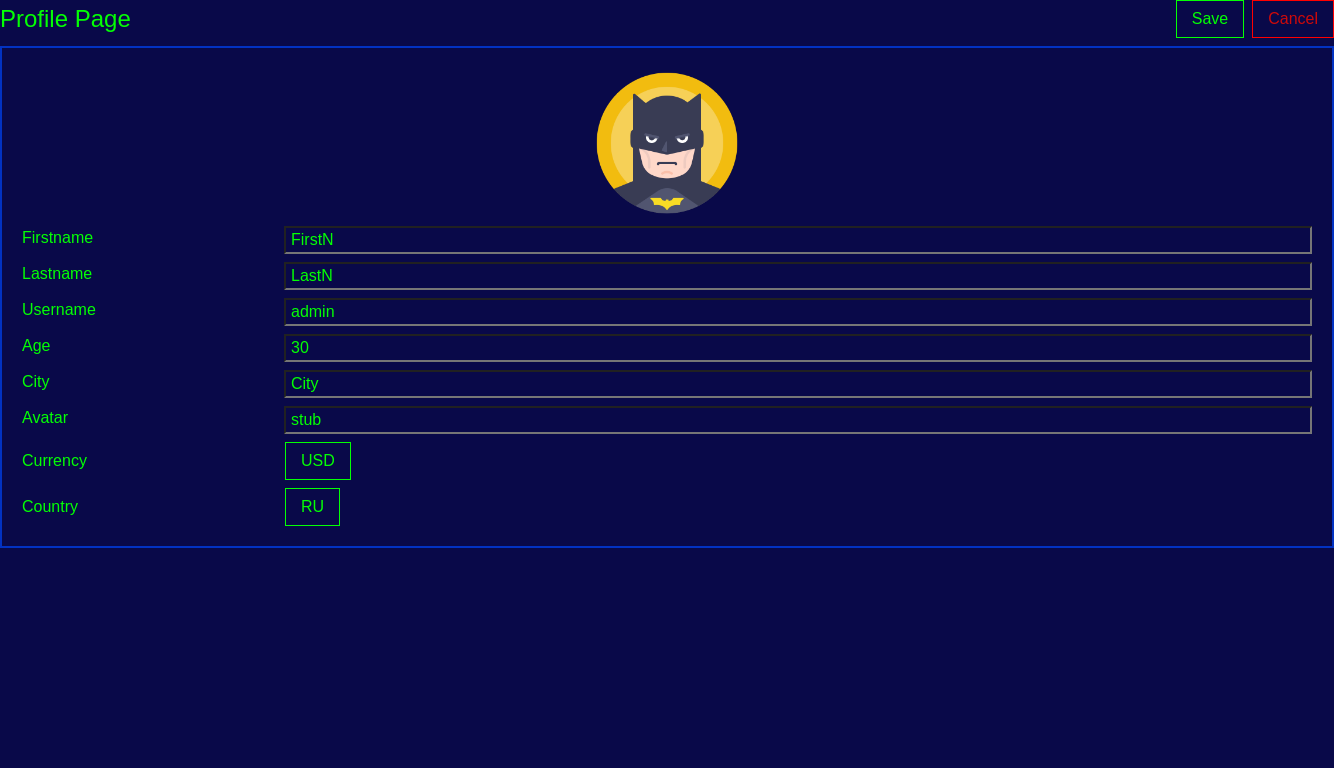 Profile Page Save Cancel
Firstname FirstN
Lastname LastN
Username admin
Age 30
City City
Avatar stub
Currency USD
Country RU